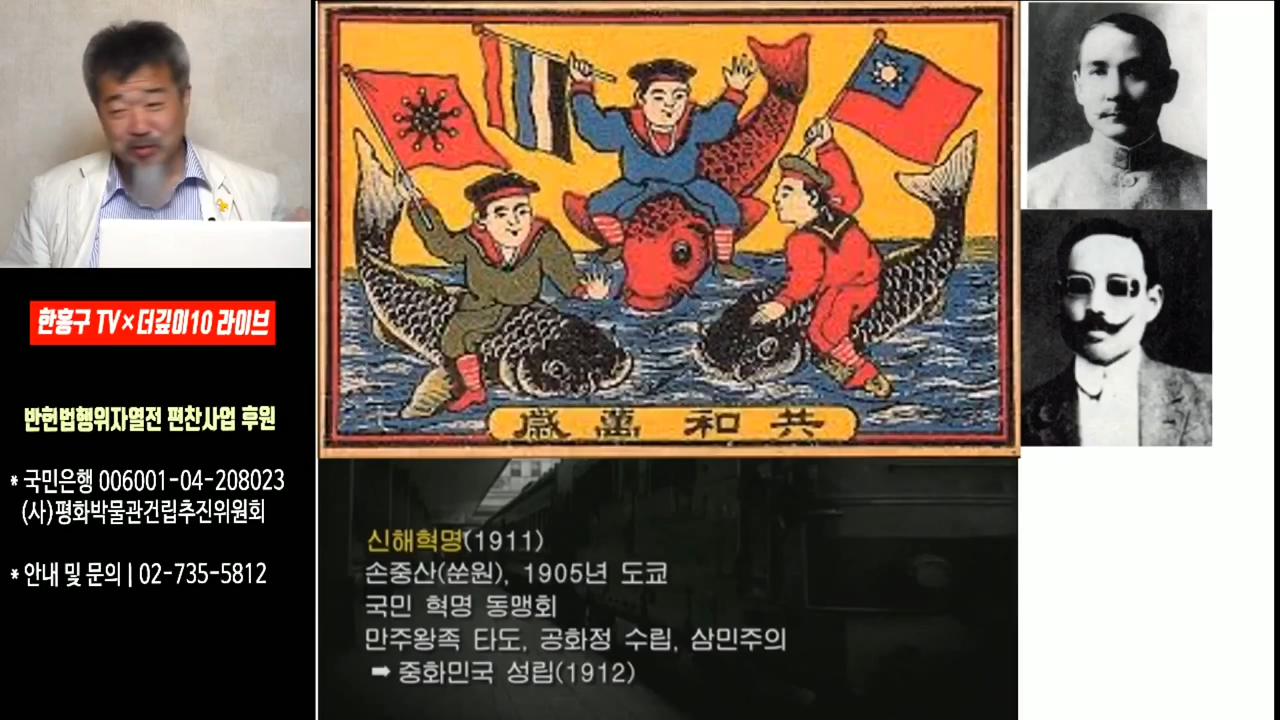 한홍구 TV×더깊이10 라이브
반헌법행위자열전 편찬사업 후원
* 국민은행 006001-04-208023
(사)평화박물관건립추진위원회
* 안내 및 문의 | 02-735-5812
歲萬和共
신해혁명(1911)
손중산(쑨원), 1905년 도쿄
국민 혁명 동맹회
만주왕족 타도, 공화정 수립, 삼민주의
➡ 중화민국 성립(1912)